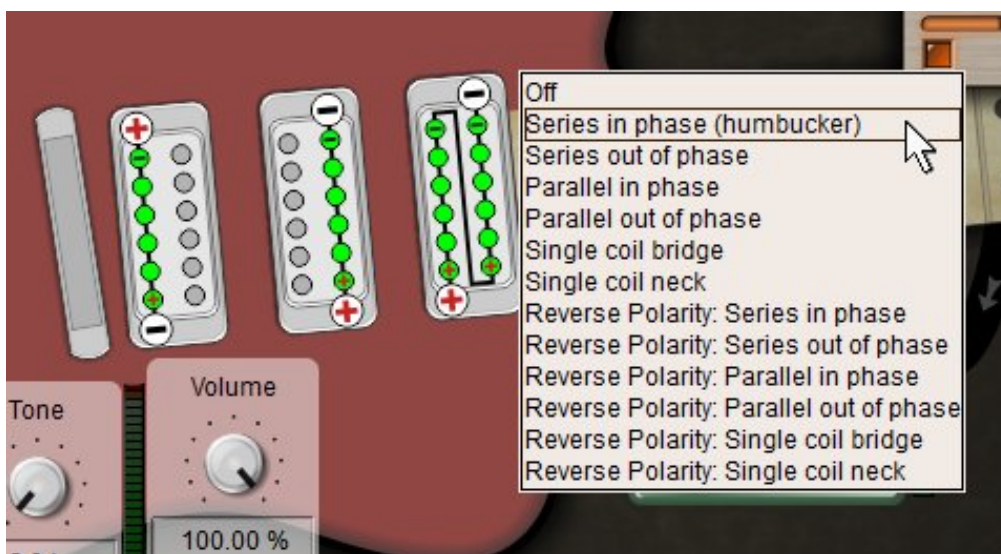 Off
Series in phase (humbucker)
Series out of phase
Parallel in phase
Parallel out of phase
Single coil bridge
Single coil neck
Reverse Polarity: Series in phase
Reverse Polarity: Series out of phase
Reverse Polarity: Parallel in phase
Reverse Polarity: Parallel out of phase
Reverse Polarity: Single coil bridge
Reverse Polarity: Single coil neck
Tone
Volume
100.00 %